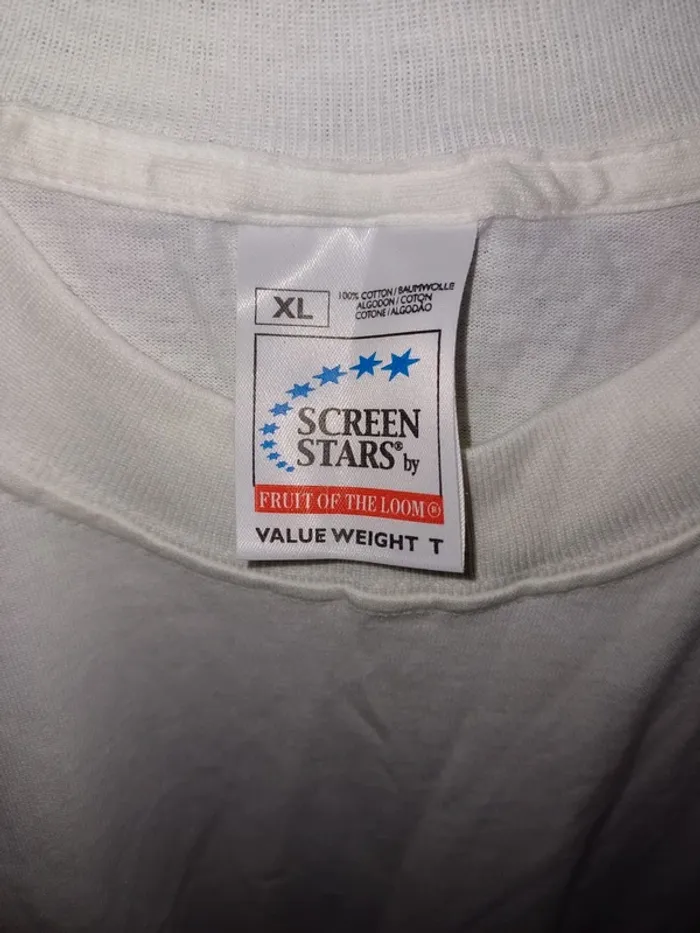 XL
100% COTTON/BAUMWOLLE
ALGODON/COTON
COTONE/ALGODÃO
SCREEN
STARS® by
FRUIT OF THE LOOM®
VALUE WEIGHT T